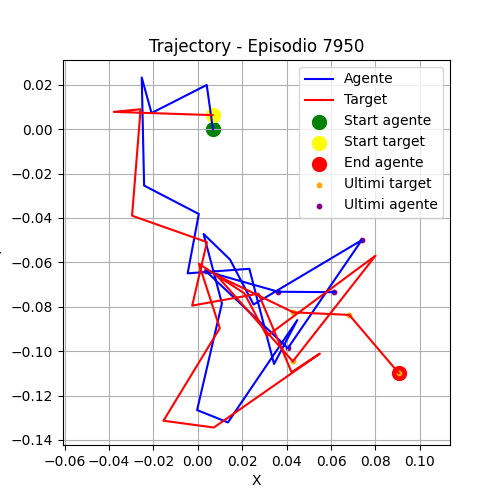 Trajectory - Episodio 7950
Agente
Target
Start agente
Start target
End agente
Ultimi target
Ultimi agente
0.02
0.00
−0.02
−0.04
−0.06
−0.08
−0.10
−0.12
−0.14
−0.06 −0.04 −0.02 0.00 0.02 0.04 0.06 0.08 0.10
X